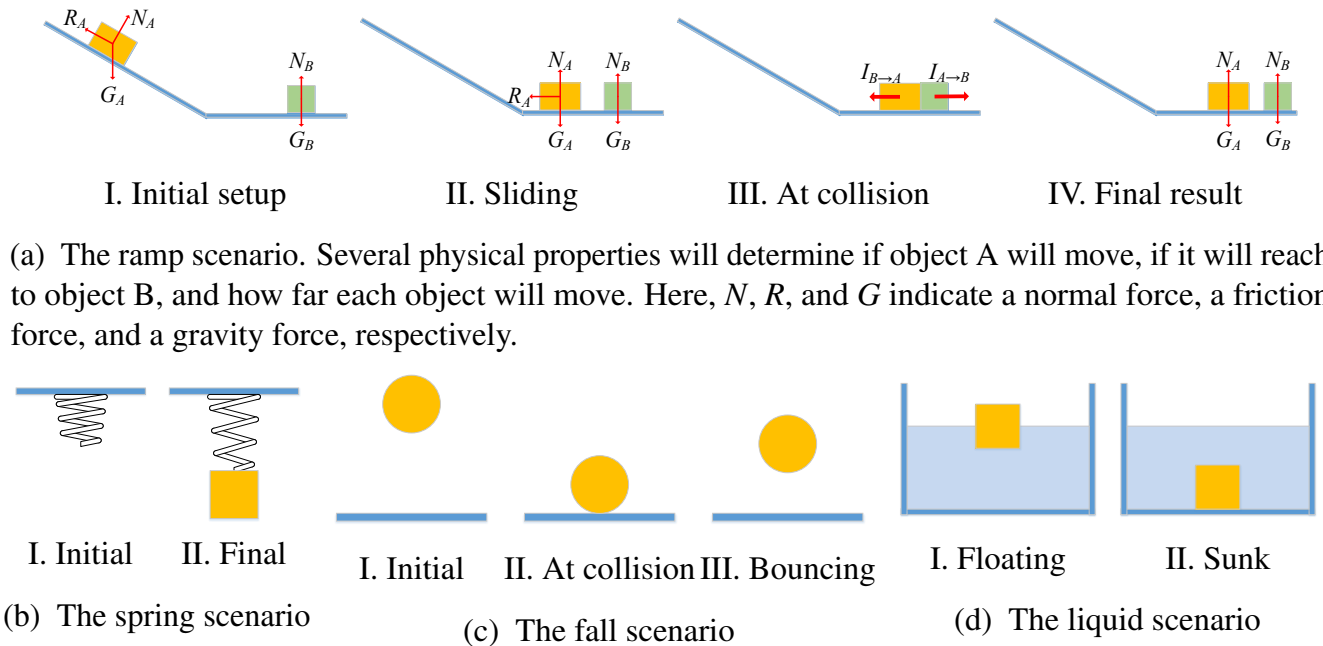 R_A N_A
G_A
N_B
G_B
I. Initial setup
N_A N_B
R_A
G_A G_B
II. Sliding
I_{B→A} I_{A→B}
III. At collision
N_A N_B
G_A G_B
IV. Final result
(a) The ramp scenario. Several physical properties will determine if object A will move, if it will reach
to object B, and how far each object will move. Here, N, R, and G indicate a normal force, a friction
force, and a gravity force, respectively.
I. Initial II. Final
(b) The spring scenario
I. Initial II. At collision III. Bouncing
(c) The fall scenario
I. Floating II. Sunk
(d) The liquid scenario